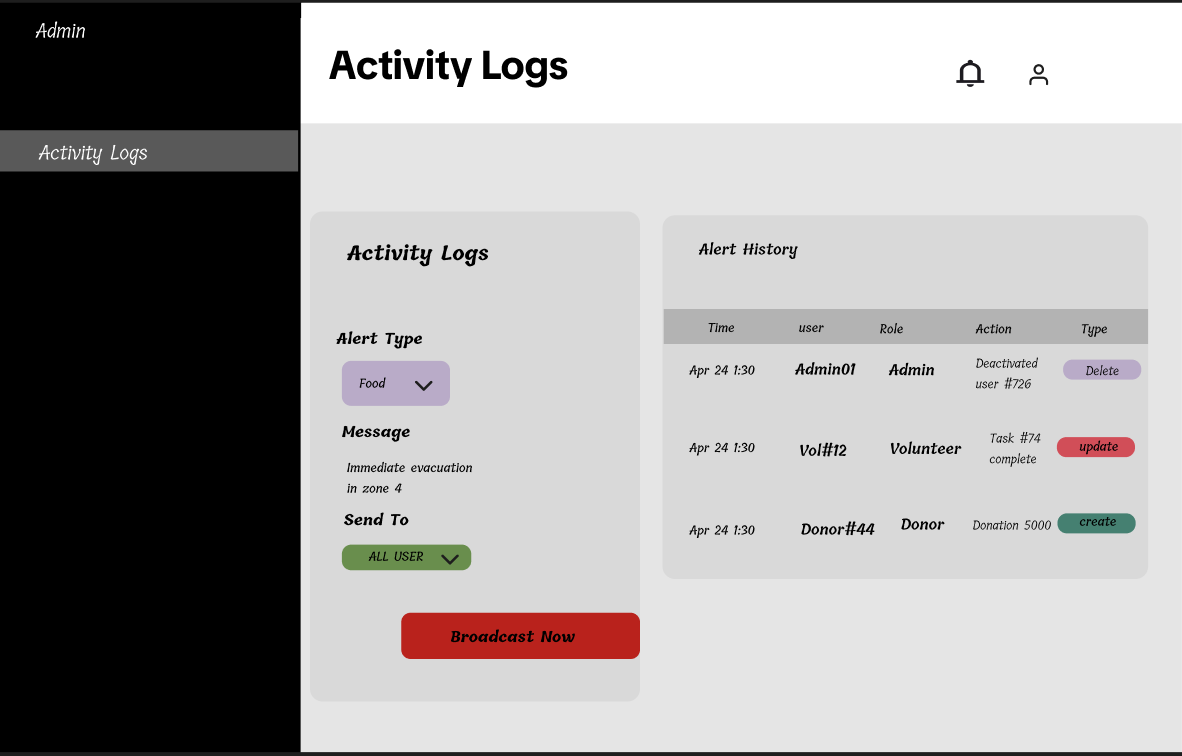 Admin
Activity Logs
Activity Logs
Activity Logs
Alert Type
Food
Message
Immediate evacuation
in zone 4
Send To
ALL USER
Broadcast Now
Alert History
Time user Role Action Type
Apr 24 1:30 Admin01 Admin Deactivated
user #726 Delete
Apr 24 1:30 Vol#12 Volunteer Task #74
complete update
Apr 24 1:30 Donor#44 Donor Donation 5000 create